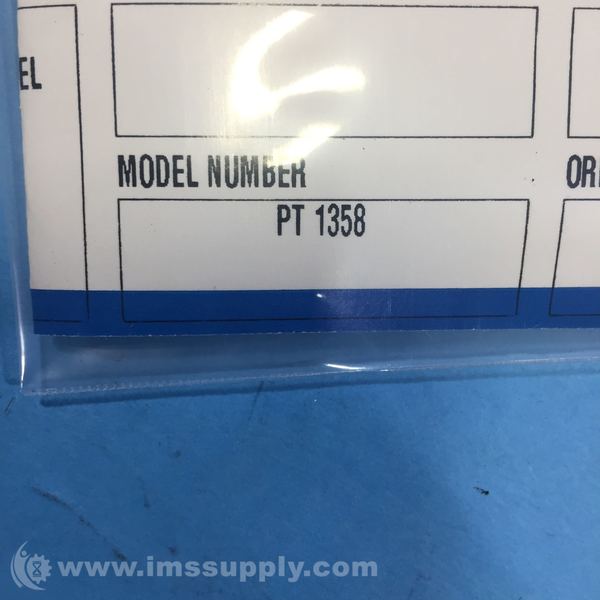 EL
MODEL NUMBER
OR
PT 1358
www.imssupply.com